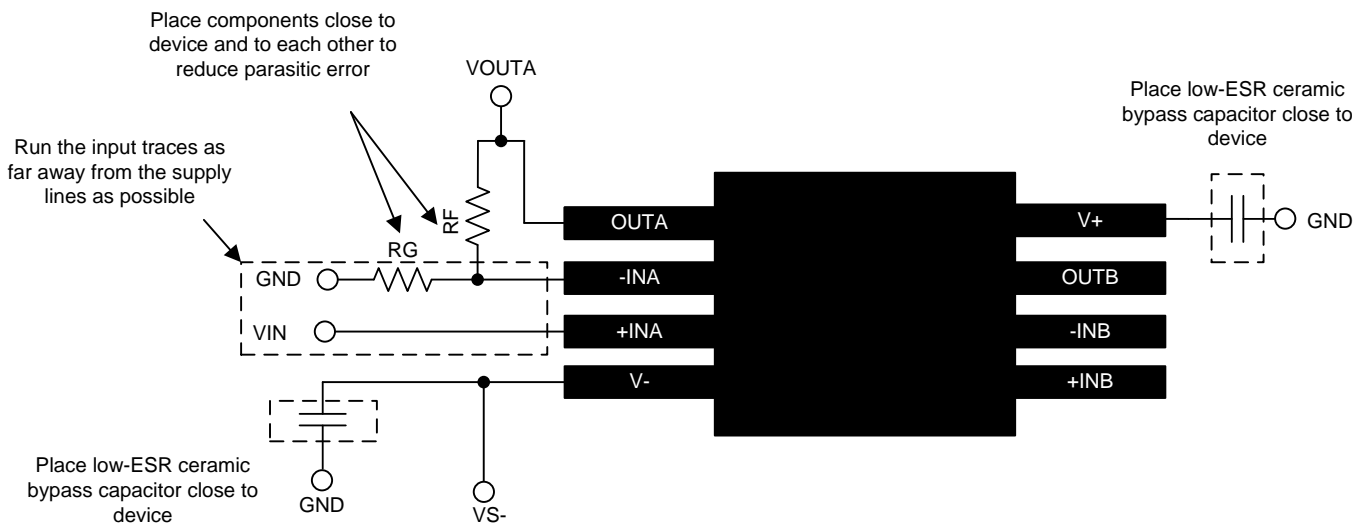 Place components close to
device and to each other to
reduce parasitic error
VOUTA
Place low-ESR ceramic
bypass capacitor close to
device
Run the input traces as
far away from the supply
lines as possible
RF
RG
GND
VIN
OUTA
-INA
+INA
V-
V+
OUTB
-INB
+INB
GND
Place low-ESR ceramic
bypass capacitor close to
device
GND
VS-